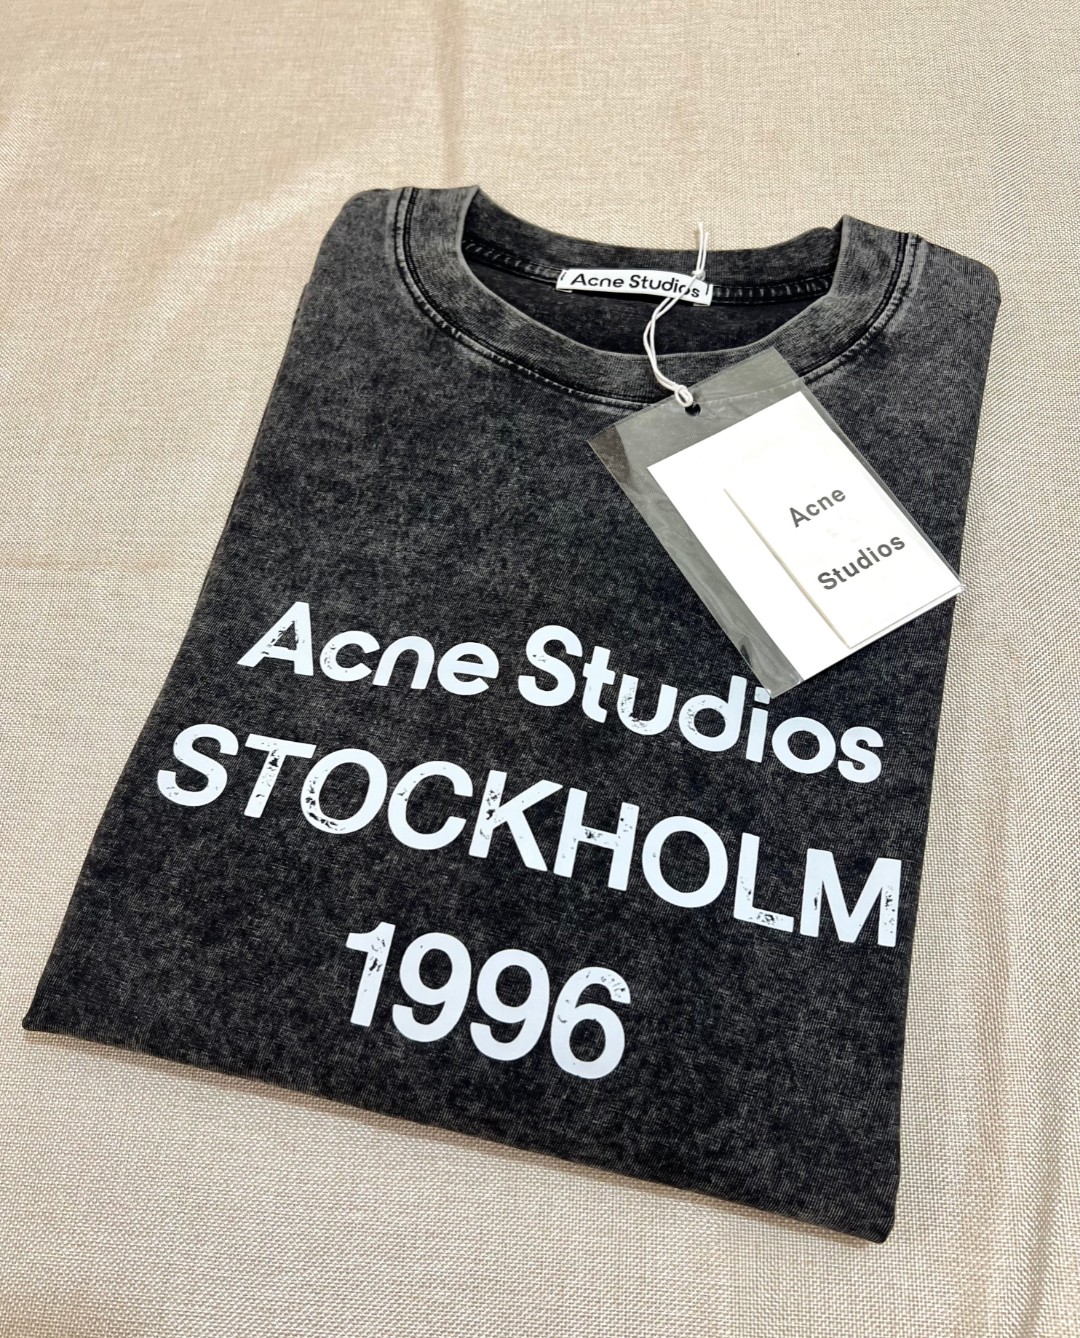 Acne Studios
Acne
Studios
Acne Studios
STOCKHOLM
1996